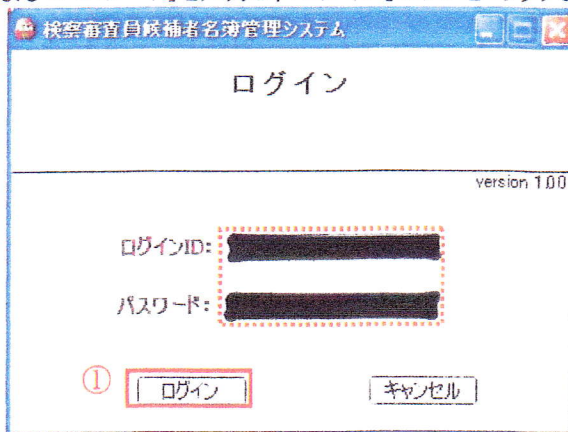 検察審査員候補者名簿管理システム
ログイン
version 1.00
ログインID:
パスワード:
① ログイン キャンセル